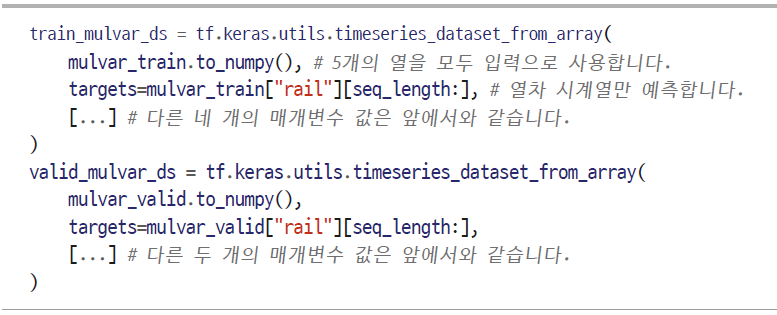 train_mulvar_ds = tf.keras.utils.timeseries_dataset_from_array(
    mulvar_train.to_numpy(), # 5개의 열을 모두 입력으로 사용합니다.
    targets=mulvar_train["rail"][seq_length:], # 열차 시계열만 예측합니다.
    [...] # 다른 네 개의 매개변수 값은 앞에서와 같습니다.
)
valid_mulvar_ds = tf.keras.utils.timeseries_dataset_from_array(
    mulvar_valid.to_numpy(),
    targets=mulvar_valid["rail"][seq_length:],
    [...] # 다른 두 개의 매개변수 값은 앞에서와 같습니다.
)